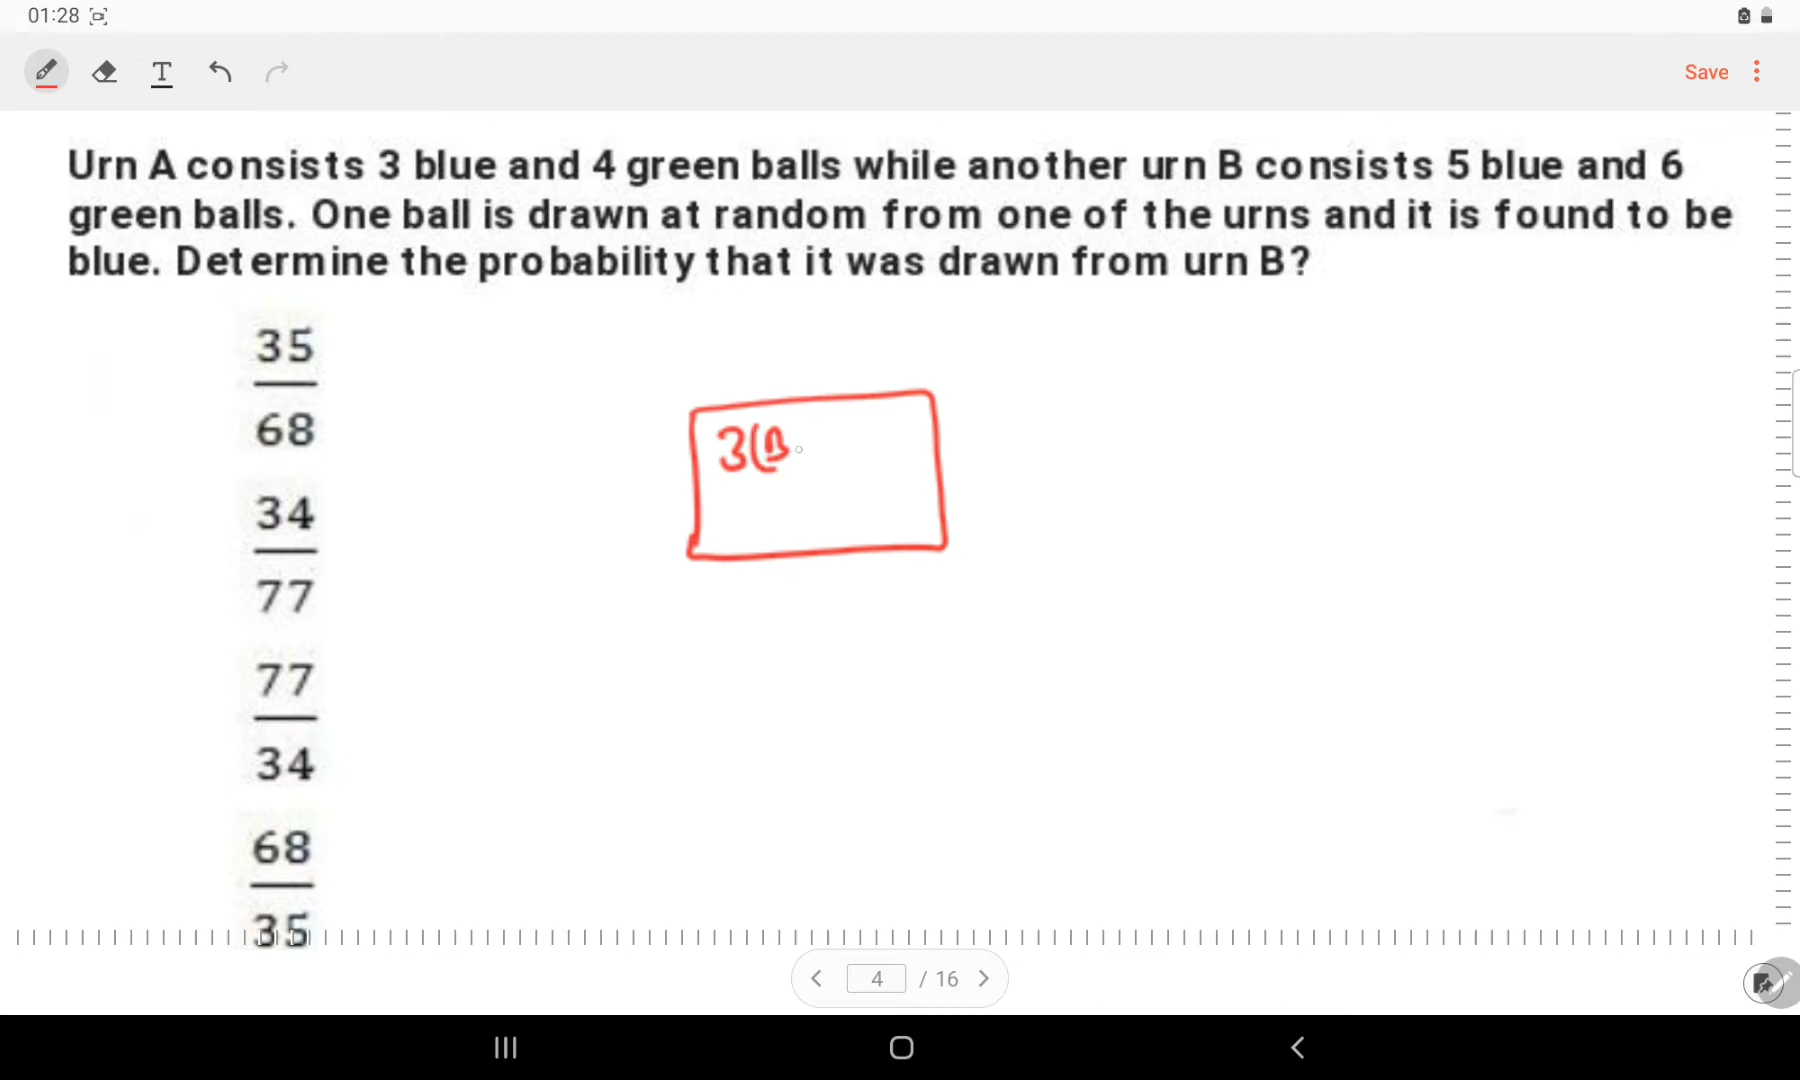 01:28
T
Save
Urn A consists 3 blue and 4 green balls while another urn B consists 5 blue and 6
green balls. One ball is drawn at random from one of the urns and it is found to be
blue. Determine the probability that it was drawn from urn B?
35
68
3(B
34
77
77
34
68
35
4 / 16